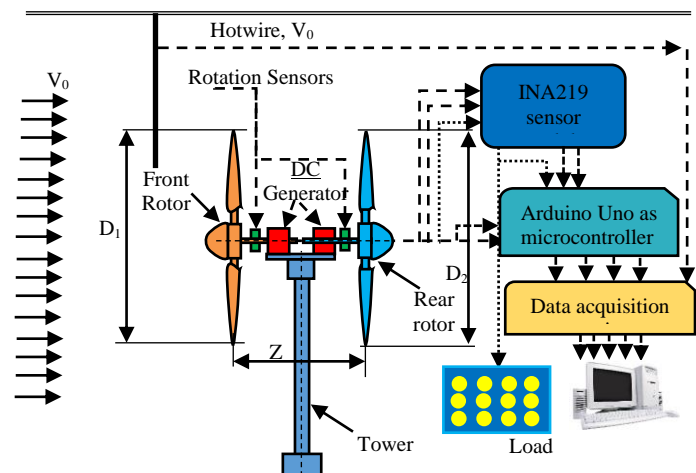 Hotwire, V₀
V₀
Rotation Sensors
INA219
sensor
DC
Generator
Front
Rotor
D₁
Arduino Uno as
microcontroller
D₂
Rear
rotor
Data acquisition
Z
Tower
Load